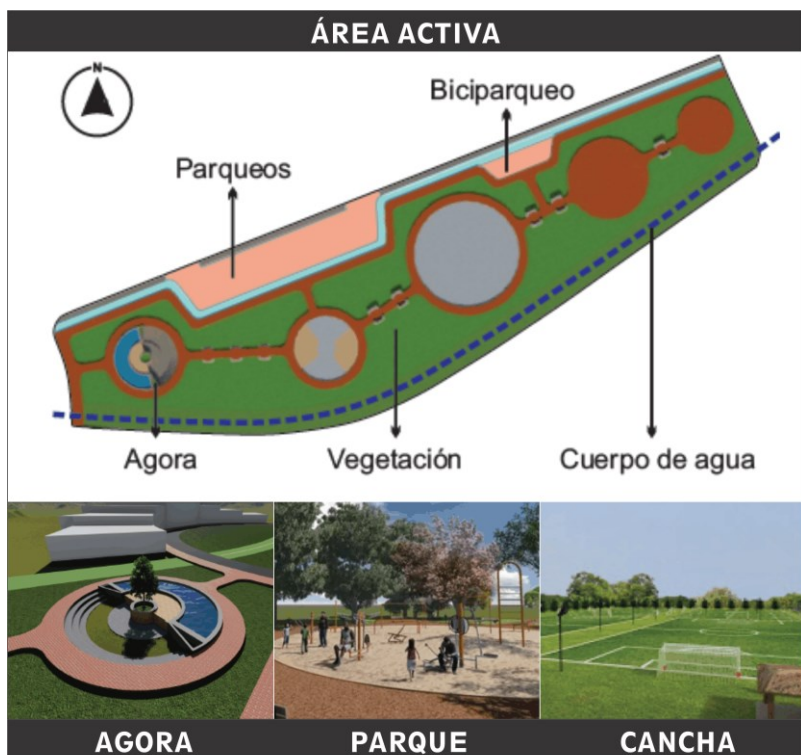 ÁREA ACTIVA
N
Biciparqueo
Parqueos
Agora
Vegetación
Cuerpo de agua
AGORA
PARQUE
CANCHA